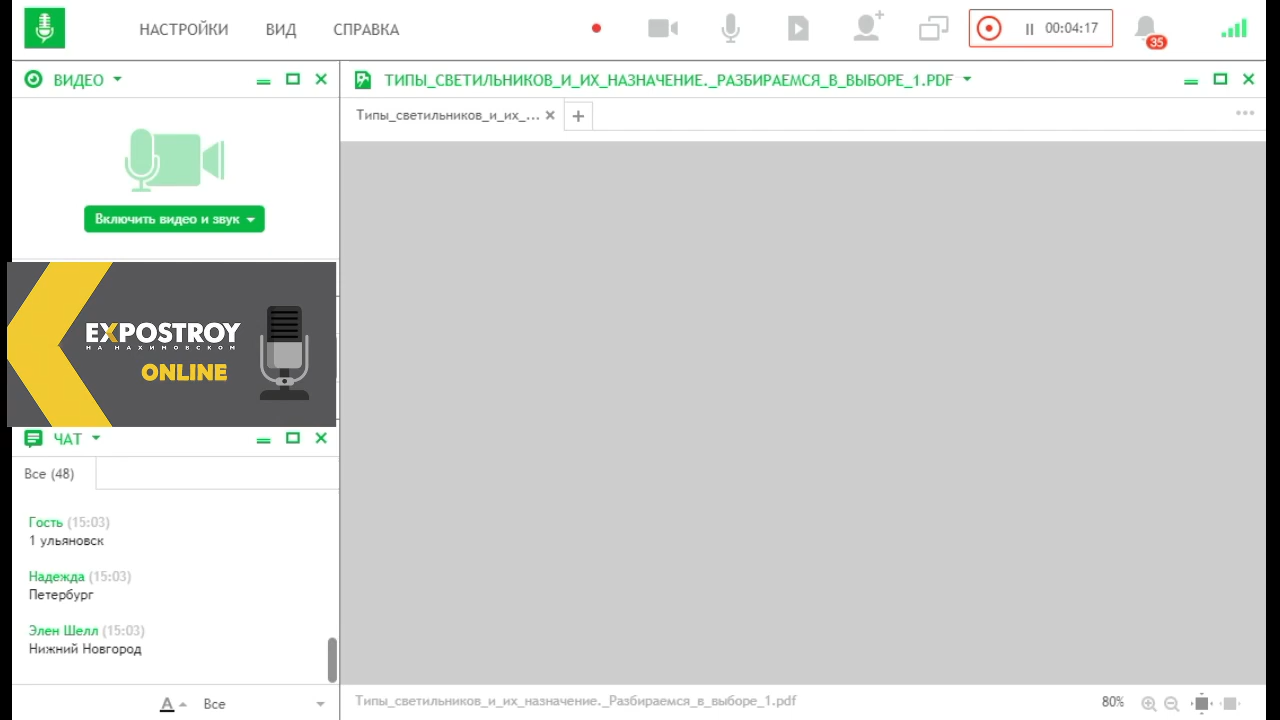 НАСТРОЙКИ ВИД СПРАВКА 00:04:17 35
ВИДЕО
ТИПЫ_СВЕТИЛЬНИКОВ_И_ИХ_НАЗНАЧЕНИЕ._РАЗБИРАЕМСЯ_В_ВЫБОРЕ_1.PDF
Типы_светильников_и_их_...
Включить видео и звук
EXPOSTROY
НА НАХИМОВСКОМ
ONLINE
ЧАТ
Все (48)
Гость (15:03)
1 ульяновск
Надежда (15:03)
Петербург
Элен Шелл (15:03)
Нижний Новгород
А Все
Типы_светильников_и_их_назначение._Разбираемся_в_выборе_1.pdf 80%